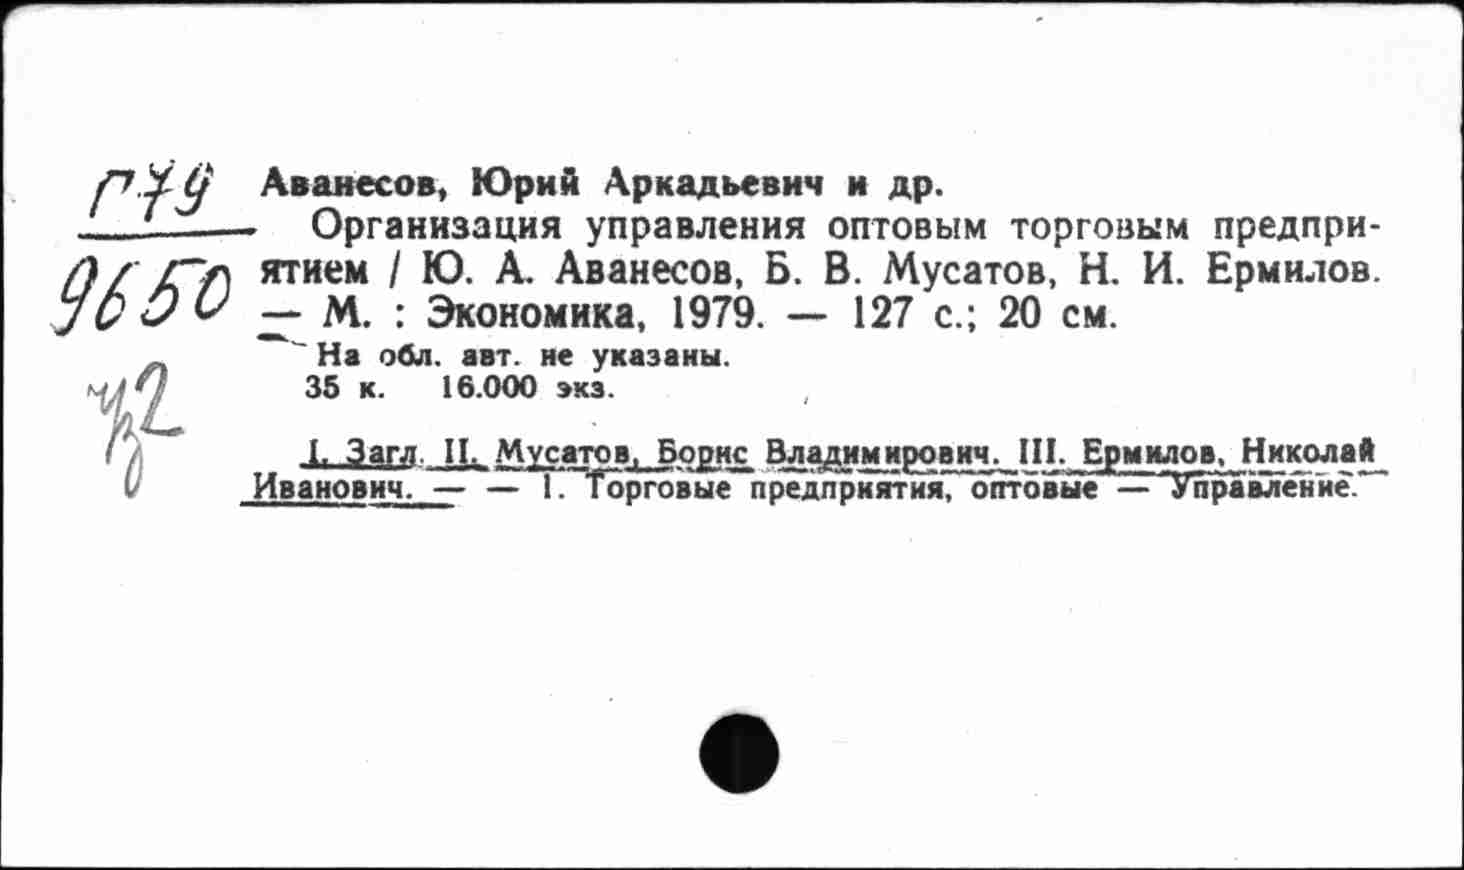 Г79
9650
Аванесов, Юрий Аркадьевич и др.
Организация управления оптовым торговым предпри-
ятием / Ю. А. Аванесов, Б. В. Мусатов, Н. И. Ермилов.
— М. : Экономика, 1979. — 127 с.; 20 см.
На обл. авт. не указаны.
35 к. 16.000 экз.
I. Загл. II. Мусатов, Борис Владимирович. III. Ермилов, Николай
Иванович. — — 1. Торговые предприятия, оптовые — Управление.